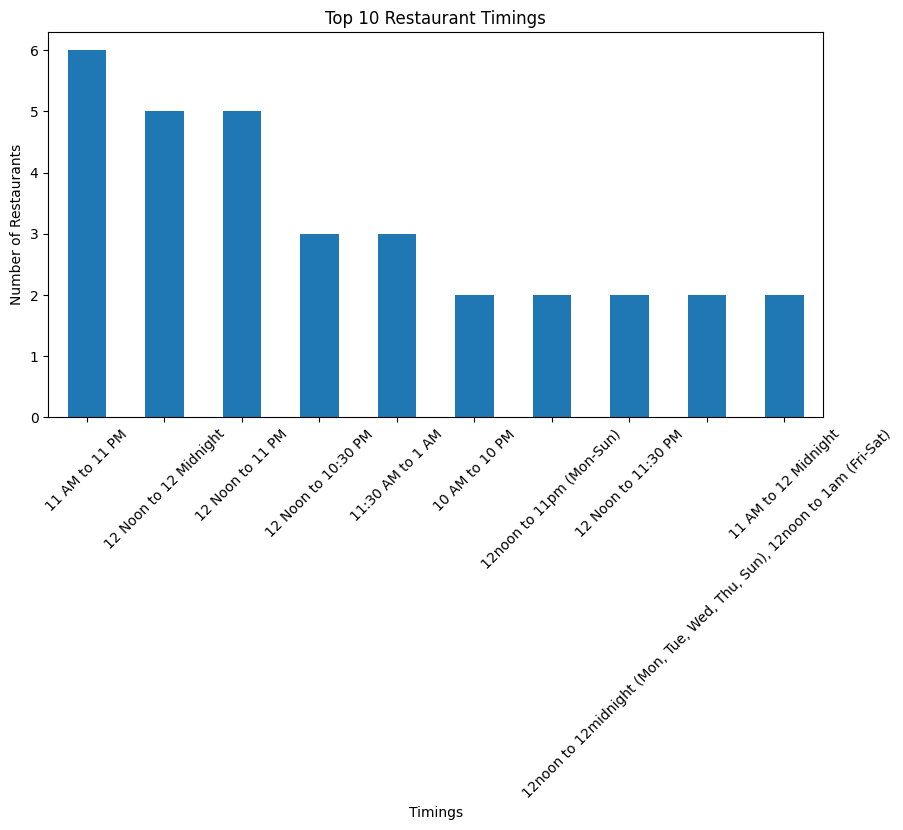 Top 10 Restaurant Timings
Number of Restaurants
6
5
4
3
2
1
0
11 AM to 11 PM
12 Noon to 12 Midnight
12 Noon to 11 PM
12 Noon to 10:30 PM
11:30 AM to 1 AM
10 AM to 10 PM
12noon to 11pm (Mon-Sun)
12 Noon to 11:30 PM
12noon to 12midnight (Mon, Tue, Wed, Thu, Sun), 12noon to 1am (Fri-Sat)
11 AM to 12 Midnight
Timings